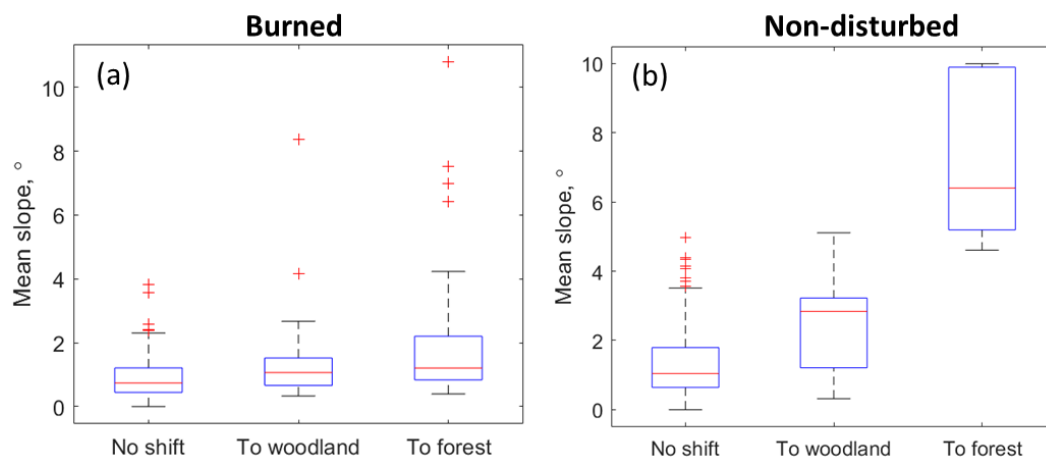 Burned
(a)
Mean slope, °
10
8
6
4
2
0
No shift
To woodland
To forest
Non-disturbed
(b)
Mean slope, °
10
8
6
4
2
0
No shift
To woodland
To forest